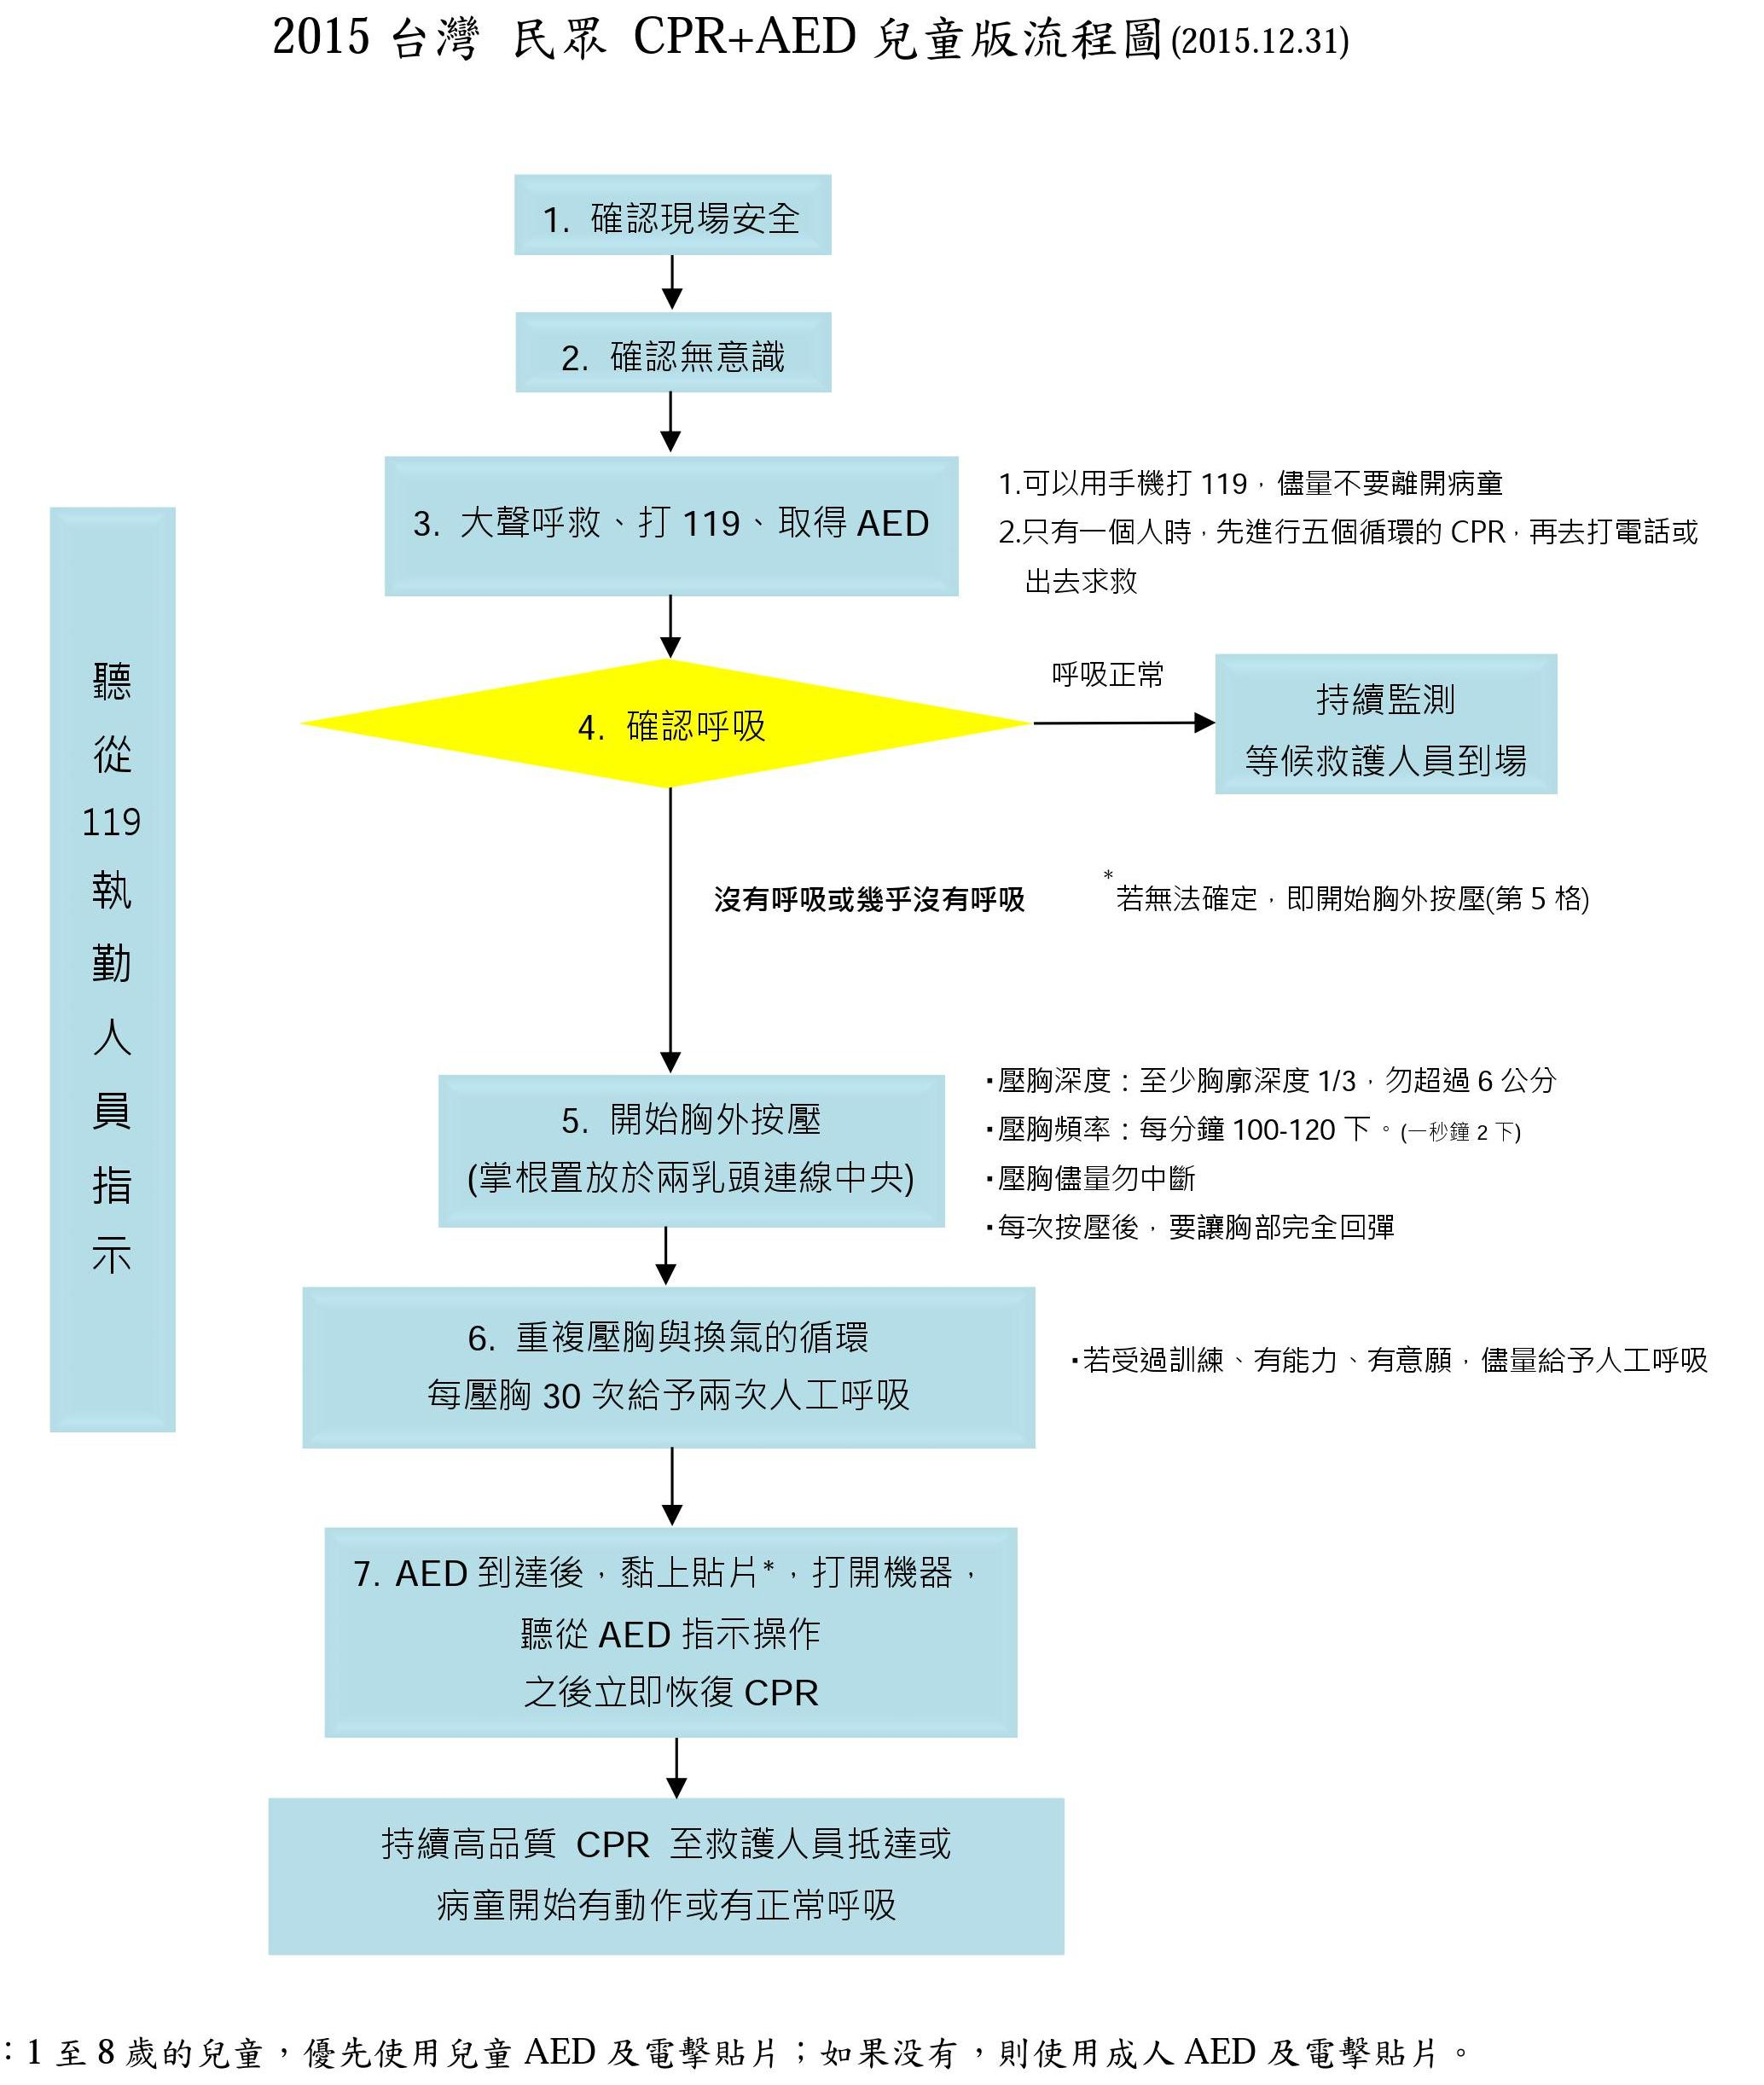 2015 台灣 民眾 CPR+AED 兒童版流程圖(2015.12.31)
1. 確認現場安全
2. 確認無意識
3. 大聲呼救、打 119、取得 AED
1.可以用手機打 119，儘量不要離開病童
2.只有一個人時，先進行五個循環的 CPR，再去打電話或
出去求救
4. 確認呼吸
呼吸正常
持續監測
等候救護人員到場
沒有呼吸或幾乎沒有呼吸
*若無法確定，即開始胸外按壓(第 5 格)
5. 開始胸外按壓
(掌根置放於兩乳頭連線中央)
▪壓胸深度：至少胸廓深度 1/3，勿超過 6 公分
▪壓胸頻率：每分鐘 100-120 下。(一秒鐘 2 下)
▪壓胸儘量勿中斷
▪每次按壓後，要讓胸部完全回彈
6. 重複壓胸與換氣的循環
每壓胸 30 次給予兩次人工呼吸
▪若受過訓練、有能力、有意願，儘量給予人工呼吸
7. AED 到達後，黏上貼片*，打開機器，
聽從 AED 指示操作
之後立即恢復 CPR
持續高品質 CPR 至救護人員抵達或
病童開始有動作或有正常呼吸
聽
從
119
執
勤
人
員
指
示
：1 至 8 歲的兒童，優先使用兒童 AED 及電擊貼片；如果没有，則使用成人 AED 及電擊貼片。